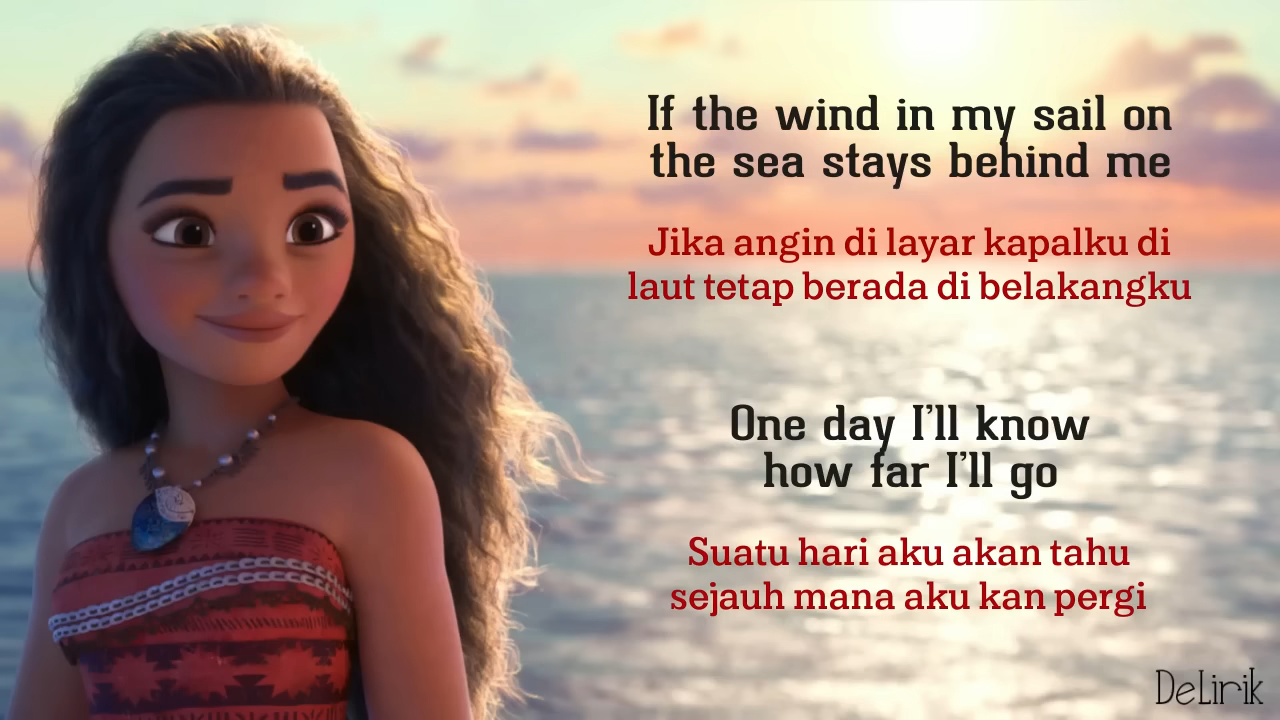 If the wind in my sail on
the sea stays behind me
Jika angin di layar kapalku di
laut tetap berada di belakangku
One day I'll know
how far I'll go
Suatu hari aku akan tahu
sejauh mana aku kan pergi
DeLirik